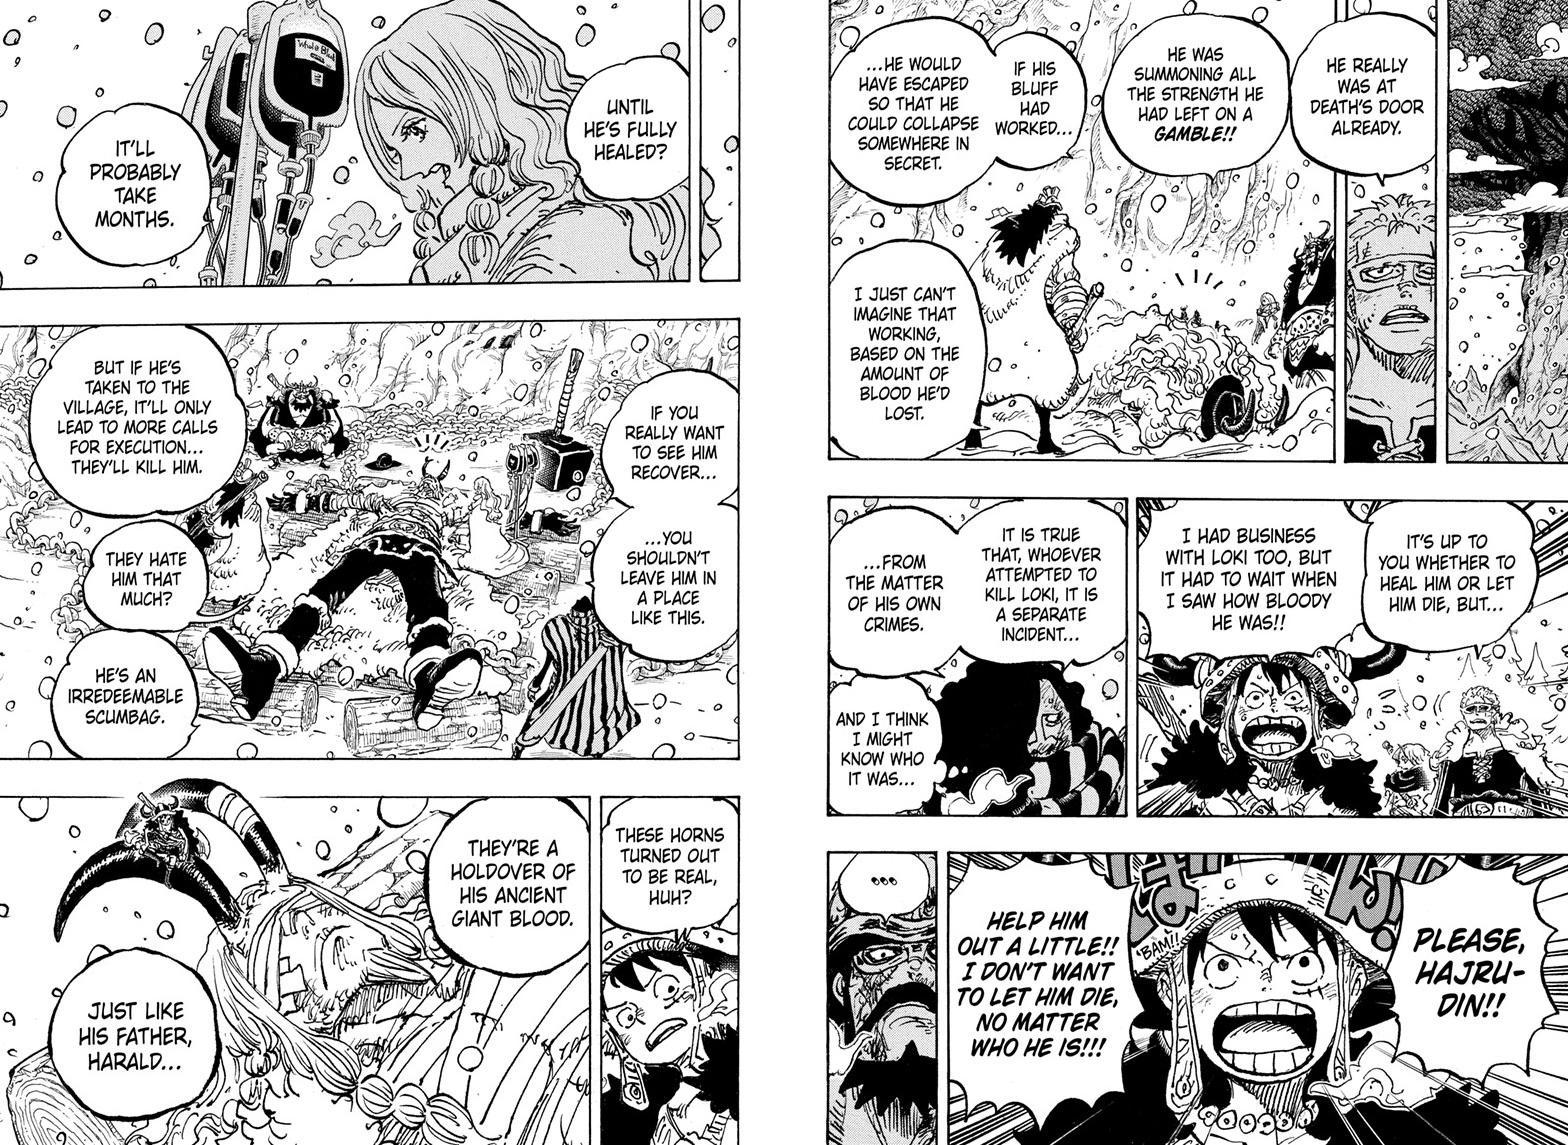 HE REALLY
WAS AT
DEATH'S DOOR
ALREADY.
HE WAS
SUMMONING ALL
THE STRENGTH HE
HAD LEFT ON A
GAMBLE!!
IF HIS
BLUFF
HAD
WORKED...
...HE WOULD
HAVE ESCAPED
SO THAT HE
COULD COLLAPSE
SOMEWHERE IN
SECRET.
I JUST CAN'T
IMAGINE THAT
WORKING,
BASED ON THE
AMOUNT OF
BLOOD HE'D
LOST.
IT'S UP TO
YOU WHETHER TO
HEAL HIM OR LET
HIM DIE, BUT...
I HAD BUSINESS
WITH LOKI TOO, BUT
IT HAD TO WAIT WHEN
I SAW HOW BLOODY
HE WAS!!
IT IS TRUE
THAT, WHOEVER
ATTEMPTED TO
KILL LOKI, IT IS
A SEPARATE
INCIDENT...
...FROM
THE MATTER
OF HIS OWN
CRIMES.
AND I THINK
I MIGHT
KNOW WHO
IT WAS...
PLEASE,
HAJRU-
DIN!!
ばん!
BAM!!
HELP HIM
OUT A LITTLE!!
I DON'T WANT
TO LET HIM DIE,
NO MATTER
WHO HE IS!!!
...
UNTIL
HE'S FULLY
HEALED?
Whole Blood
IT'LL
PROBABLY
TAKE
MONTHS.
IF YOU
REALLY WANT
TO SEE HIM
RECOVER...
...YOU
SHOULDN'T
LEAVE HIM IN
A PLACE
LIKE THIS.
BUT IF HE'S
TAKEN TO THE
VILLAGE, IT'LL ONLY
LEAD TO MORE CALLS
FOR EXECUTION...
THEY'LL KILL HIM.
THEY HATE
HIM THAT
MUCH?
HE'S AN
IRREDEEMABLE
SCUMBAG.
THESE HORNS
TURNED OUT
TO BE REAL,
HUH?
THEY'RE A
HOLDOVER OF
HIS ANCIENT
GIANT BLOOD.
JUST LIKE
HIS FATHER,
HARALD...